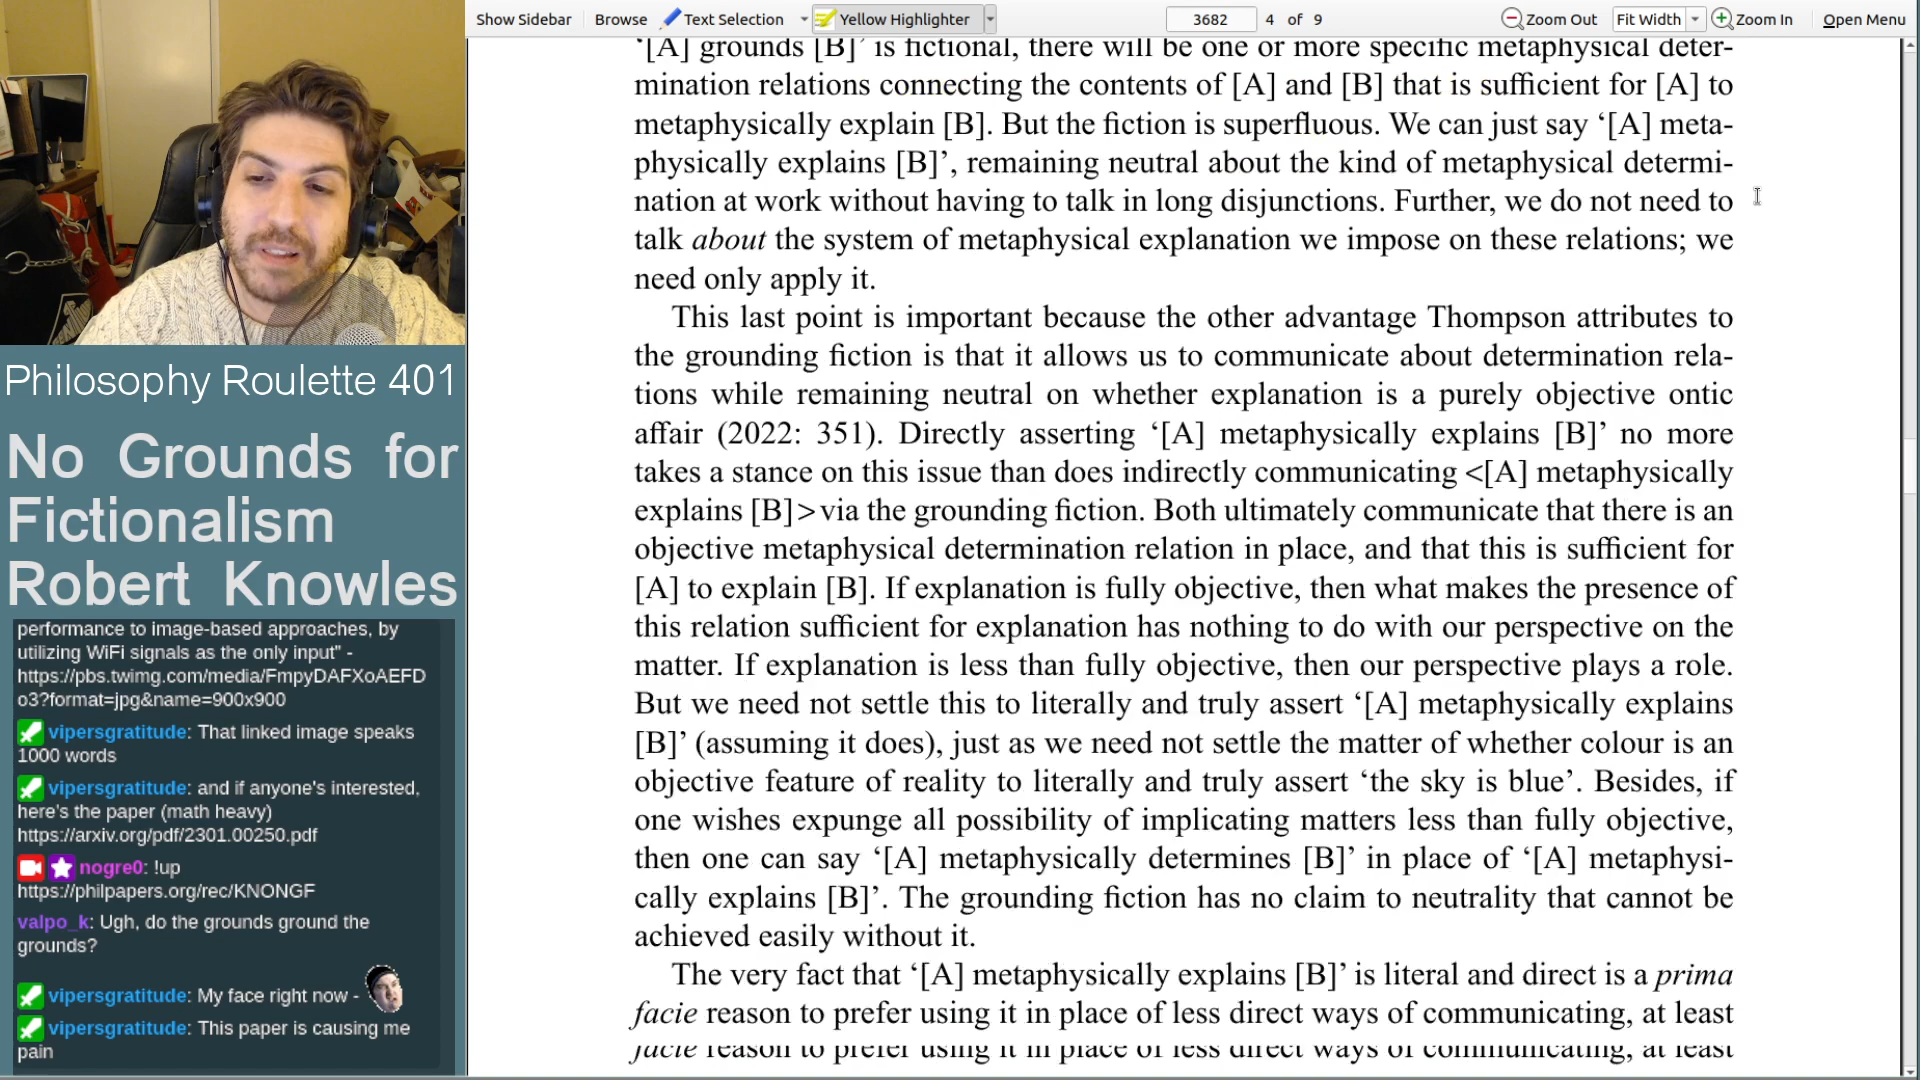 Show Sidebar Browse Text Selection Yellow Highlighter 3682 4 of 9 Zoom Out Fit Width Zoom In Open Menu
‘[A] grounds [B]’ is fictional, there will be one or more specific metaphysical deter-
mination relations connecting the contents of [A] and [B] that is sufficient for [A] to
metaphysically explain [B]. But the fiction is superfluous. We can just say ‘[A] meta-
physically explains [B]’, remaining neutral about the kind of metaphysical determi-
nation at work without having to talk in long disjunctions. Further, we do not need to
talk about the system of metaphysical explanation we impose on these relations; we
need only apply it.
This last point is important because the other advantage Thompson attributes to
the grounding fiction is that it allows us to communicate about determination rela-
tions while remaining neutral on whether explanation is a purely objective ontic
affair (2022: 351). Directly asserting ‘[A] metaphysically explains [B]’ no more
takes a stance on this issue than does indirectly communicating <[A] metaphysically
explains [B]> via the grounding fiction. Both ultimately communicate that there is an
objective metaphysical determination relation in place, and that this is sufficient for
[A] to explain [B]. If explanation is fully objective, then what makes the presence of
this relation sufficient for explanation has nothing to do with our perspective on the
matter. If explanation is less than fully objective, then our perspective plays a role.
But we need not settle this to literally and truly assert ‘[A] metaphysically explains
[B]’ (assuming it does), just as we need not settle the matter of whether colour is an
objective feature of reality to literally and truly assert ‘the sky is blue’. Besides, if
one wishes expunge all possibility of implicating matters less than fully objective,
then one can say ‘[A] metaphysically determines [B]’ in place of ‘[A] metaphysi-
cally explains [B]’. The grounding fiction has no claim to neutrality that cannot be
achieved easily without it.
The very fact that ‘[A] metaphysically explains [B]’ is literal and direct is a prima
facie reason to prefer using it in place of less direct ways of communicating, at least
facie reason to prefer using it in place of less direct ways of communicating, at least
Philosophy Roulette 401
No Grounds for
Fictionalism
Robert Knowles
performance to image-based approaches, by
utilizing WiFi signals as the only input" -
https://pbs.twimg.com/media/FmpyDAFXoAEFD
o3?format=jpg&name=900x900
vipersgratitude: That linked image speaks
1000 words
vipersgratitude: and if anyone's interested,
here's the paper (math heavy)
https://arxiv.org/pdf/2301.00250.pdf
nogre0: !up
https://philpapers.org/rec/KNONGF
valpo_k: Ugh, do the grounds ground the
grounds?
vipersgratitude: My face right now -
vipersgratitude: This paper is causing me
pain